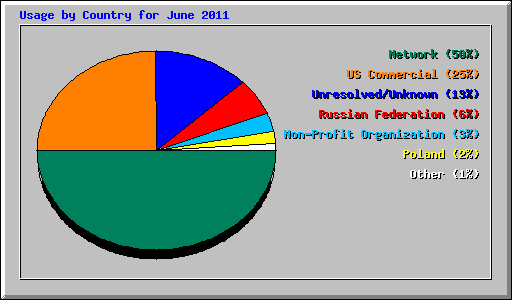 Usage by Country for June 2011
Network (50%)
US Commercial (25%)
Unresolved/Unknown (13%)
Russian Federation (6%)
Non-Profit Organization (3%)
Poland (2%)
Other (1%)